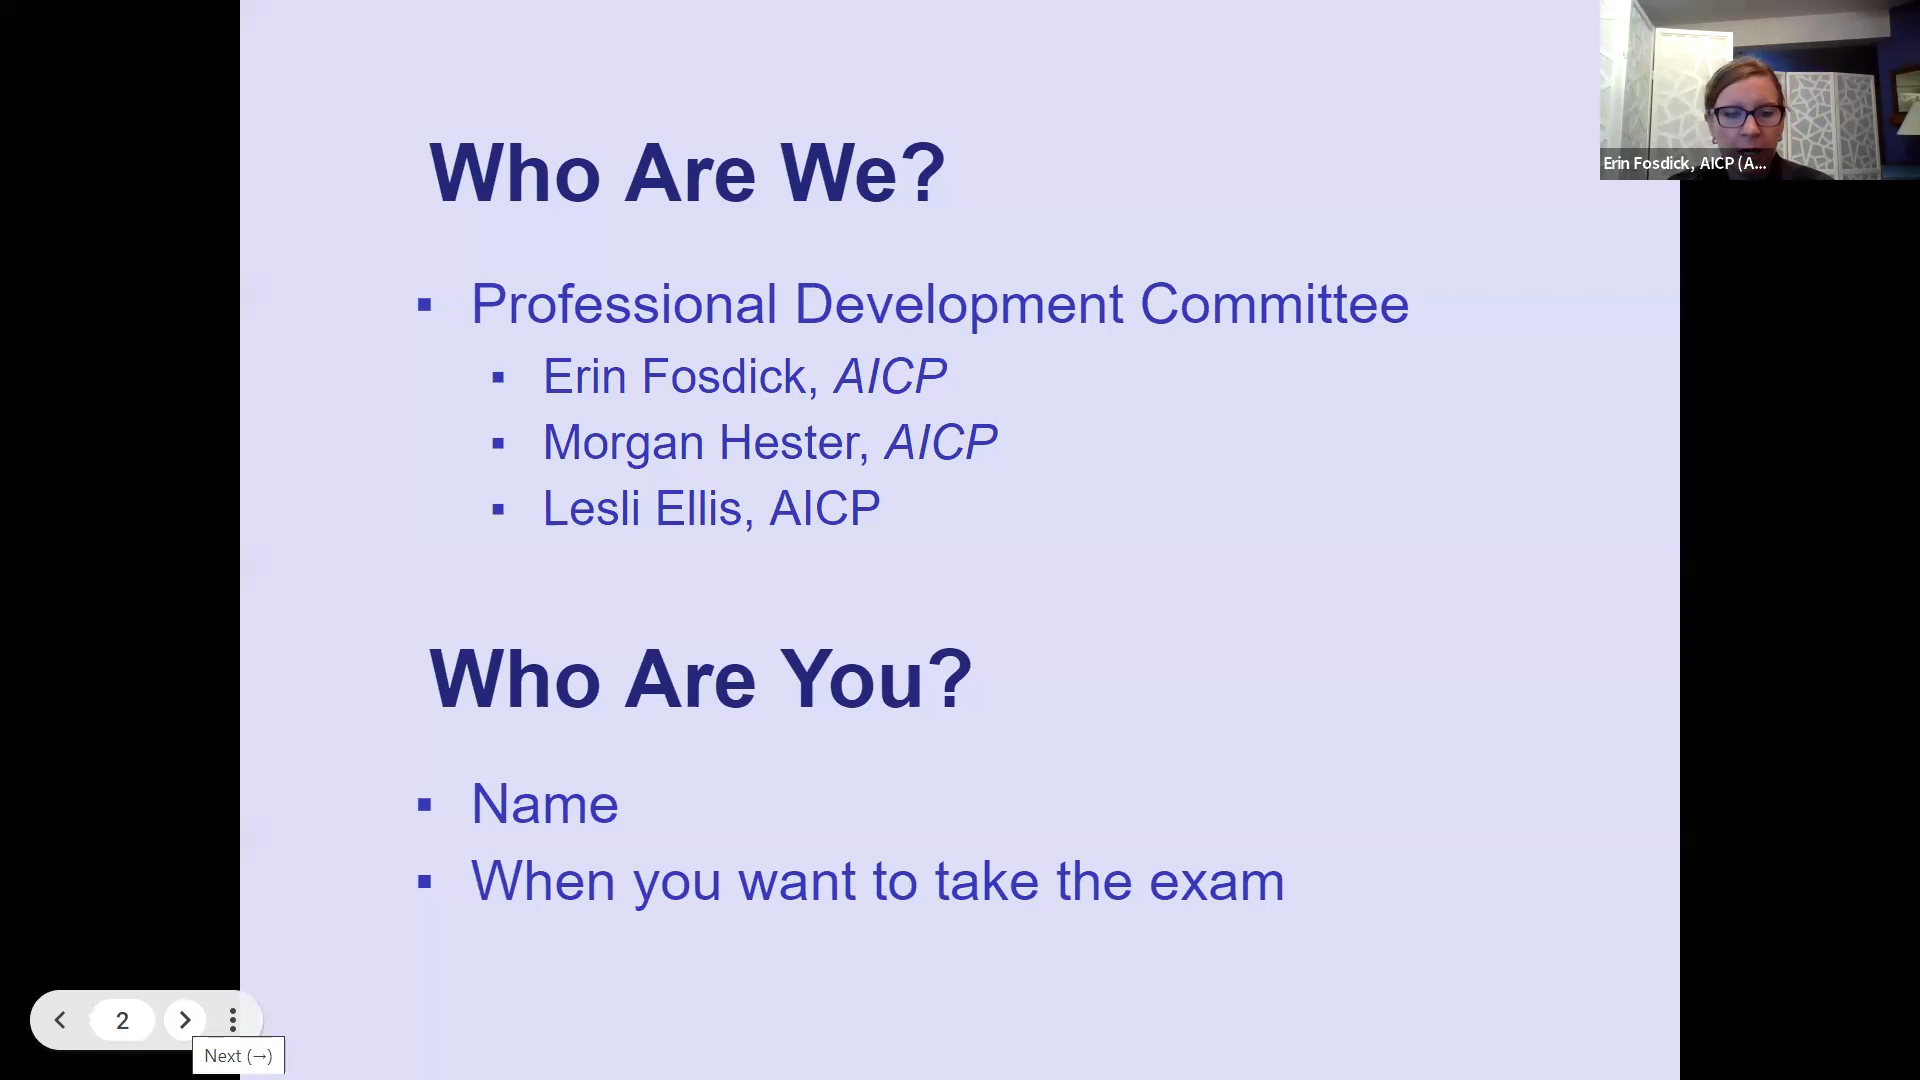 Who Are We?
Erin Fosdick, AICP (A...
▪ Professional Development Committee
▪ Erin Fosdick, AICP
▪ Morgan Hester, AICP
▪ Lesli Ellis, AICP
Who Are You?
▪ Name
▪ When you want to take the exam
2
Next (→)